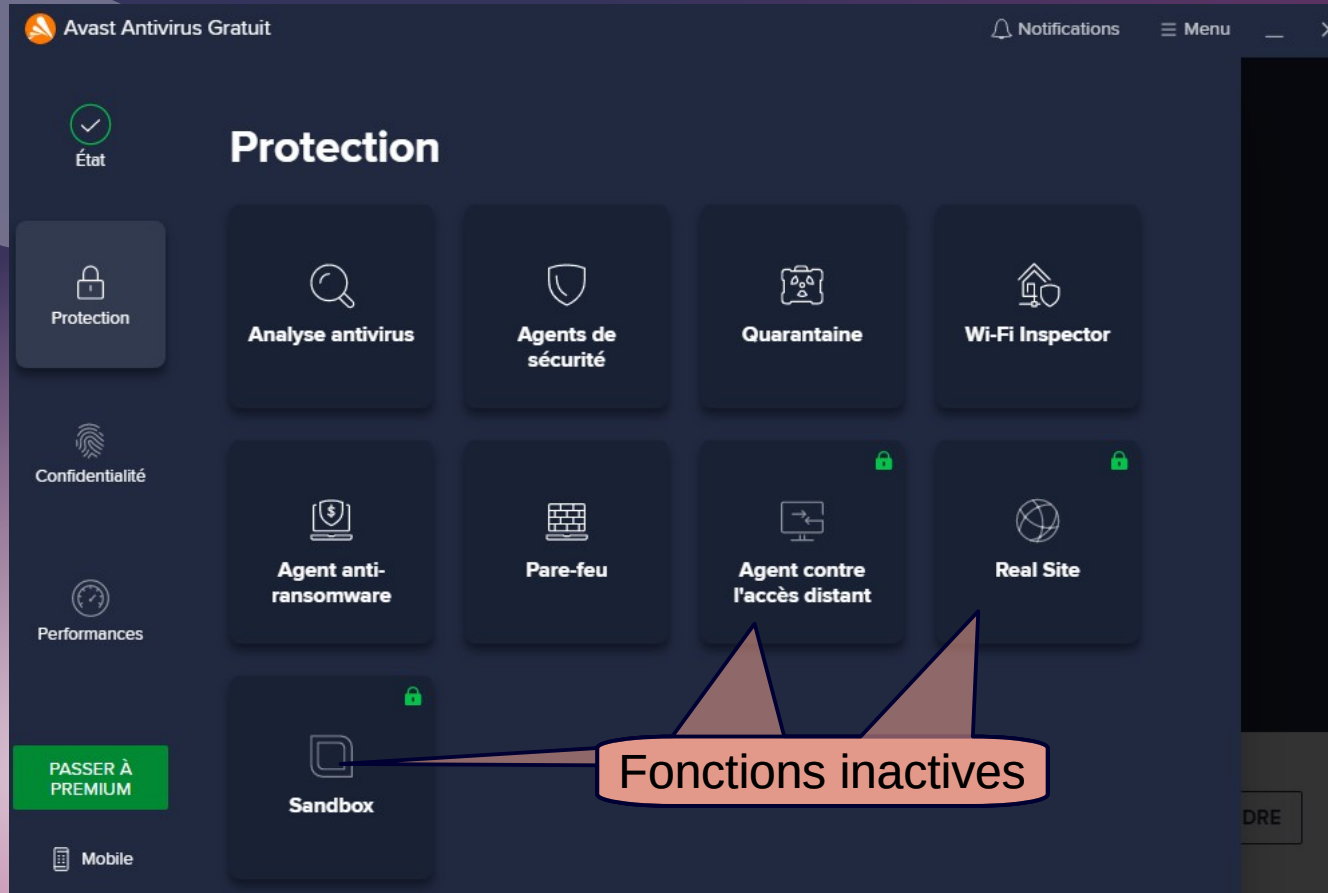 Avast Antivirus Gratuit
Notifications
Menu
État
Protection
Protection
Analyse antivirus
Agents de
sécurité
Quarantaine
Wi-Fi Inspector
Confidentialité
Agent anti-
ransomware
Pare-feu
Agent contre
l'accès distant
Real Site
Performances
PASSER À
PREMIUM
Sandbox
Fonctions inactives
DRE
Mobile